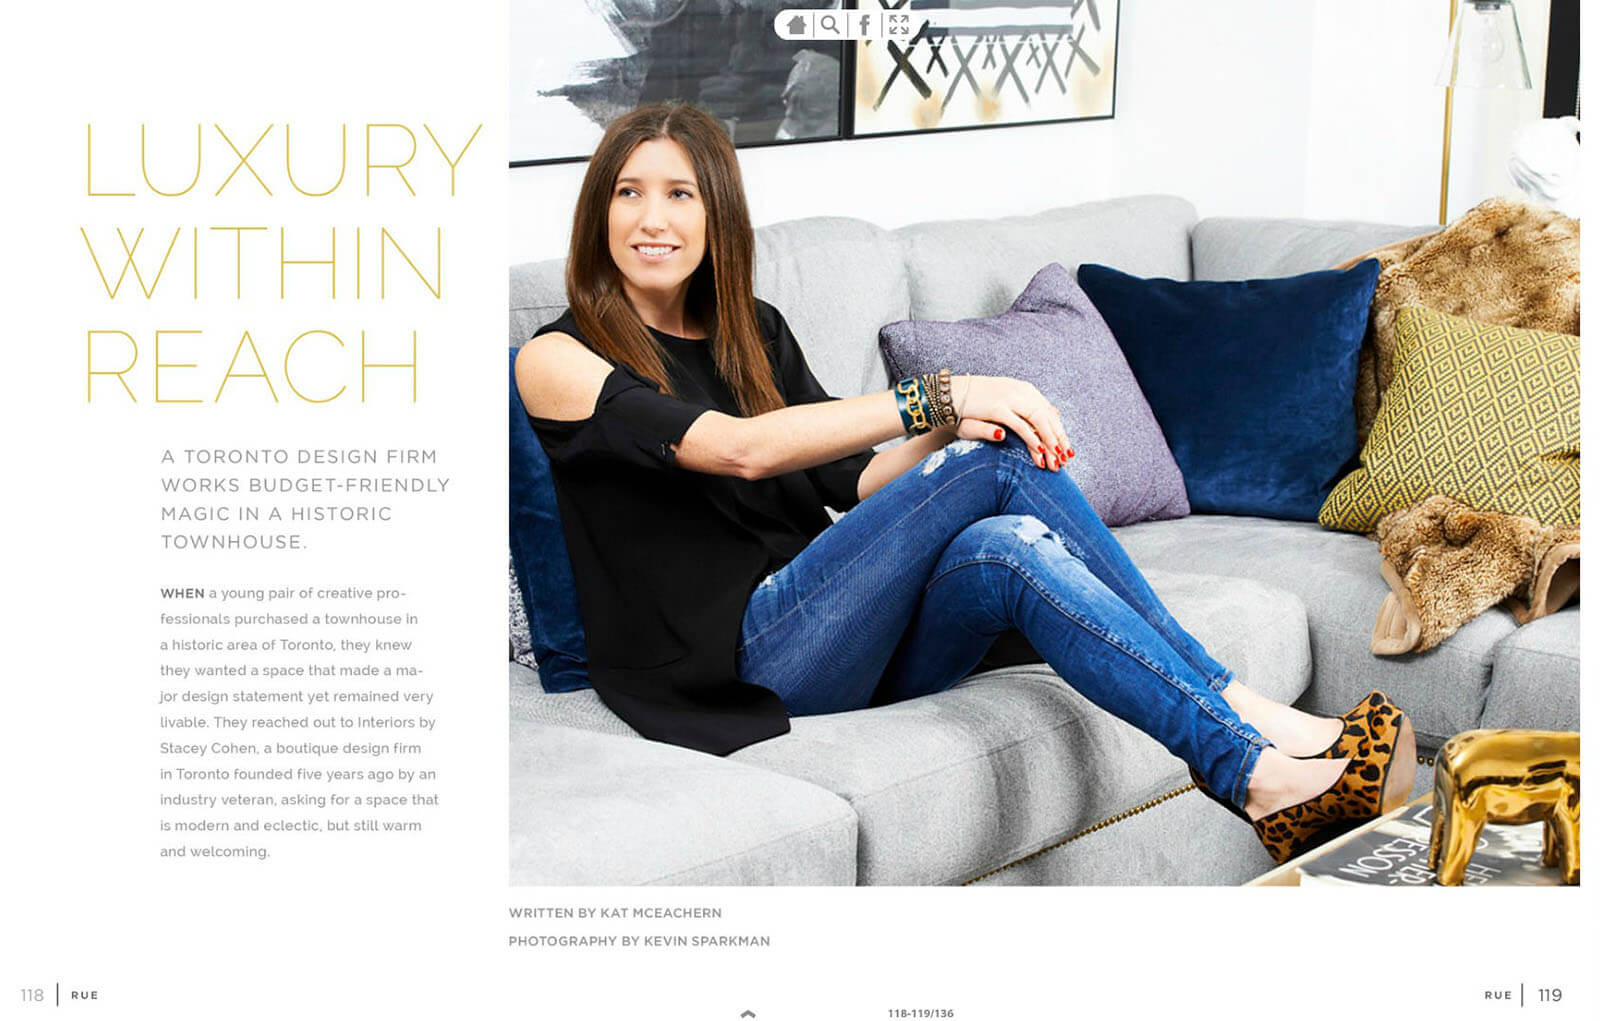 LUXURY
WITHIN
REACH
A TORONTO DESIGN FIRM
WORKS BUDGET-FRIENDLY
MAGIC IN A HISTORIC
TOWNHOUSE.
WHEN a young pair of creative pro-
fessionals purchased a townhouse in
a historic area of Toronto, they knew
they wanted a space that made a ma-
jor design statement yet remained very
livable. They reached out to Interiors by
Stacey Cohen, a boutique design firm
in Toronto founded five years ago by an
industry veteran, asking for a space that
is modern and eclectic, but still warm
and welcoming.
WRITTEN BY KAT MCEACHERN
PHOTOGRAPHY BY KEVIN SPARKMAN
118 | RUE
RUE | 119
118-119/136